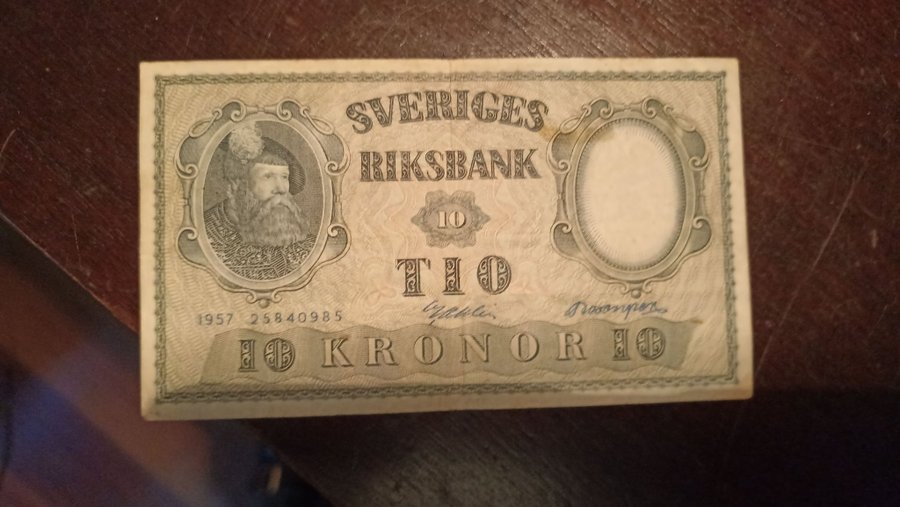 SVERIGES
RIKSBANK
10
TIO
1957 25840985
10 KRONOR 10